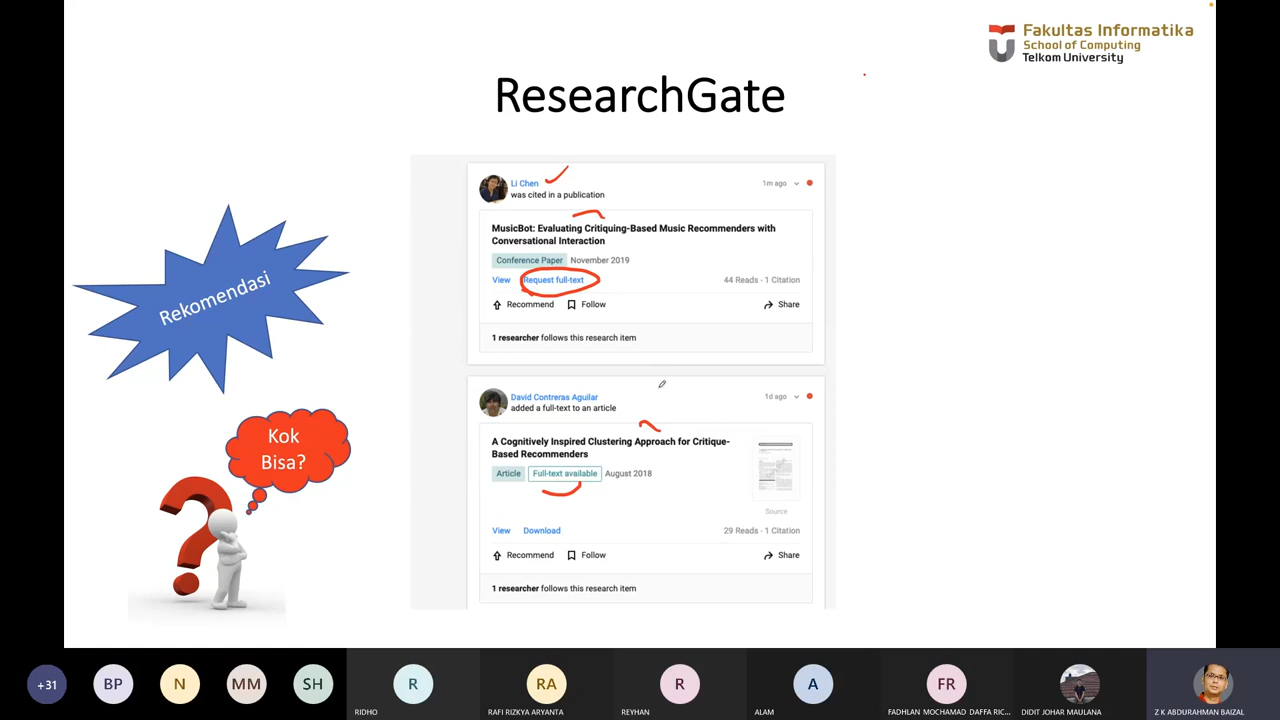 Fakultas Informatika
School of Computing
Telkom University
ResearchGate
Li Chen
1m ago
was cited in a publication
MusicBot: Evaluating Critiquing-Based Music Recommenders with
Conversational Interaction
Conference Paper November 2019
View Request full-text 44 Reads · 1 Citation
Recommend Follow Share
1 researcher follows this research item
Rekomendasi
David Contreras Aguilar
1d ago
added a full-text to an article
A Cognitively Inspired Clustering Approach for Critique-
Based Recommenders
Article Full-text available August 2018
Source
View Download 29 Reads · 1 Citation
Recommend Follow Share
1 researcher follows this research item
Kok
Bisa?
+31 BP N MM SH R RA R A FR
RIDHO RAFI RIZKYA ARYANTA REYHAN ALAM FADHLAN MOCHAMAD DAFFA RIC... DIDIT JOHAR MAULANA Z K ABDURAHMAN BAIZAL